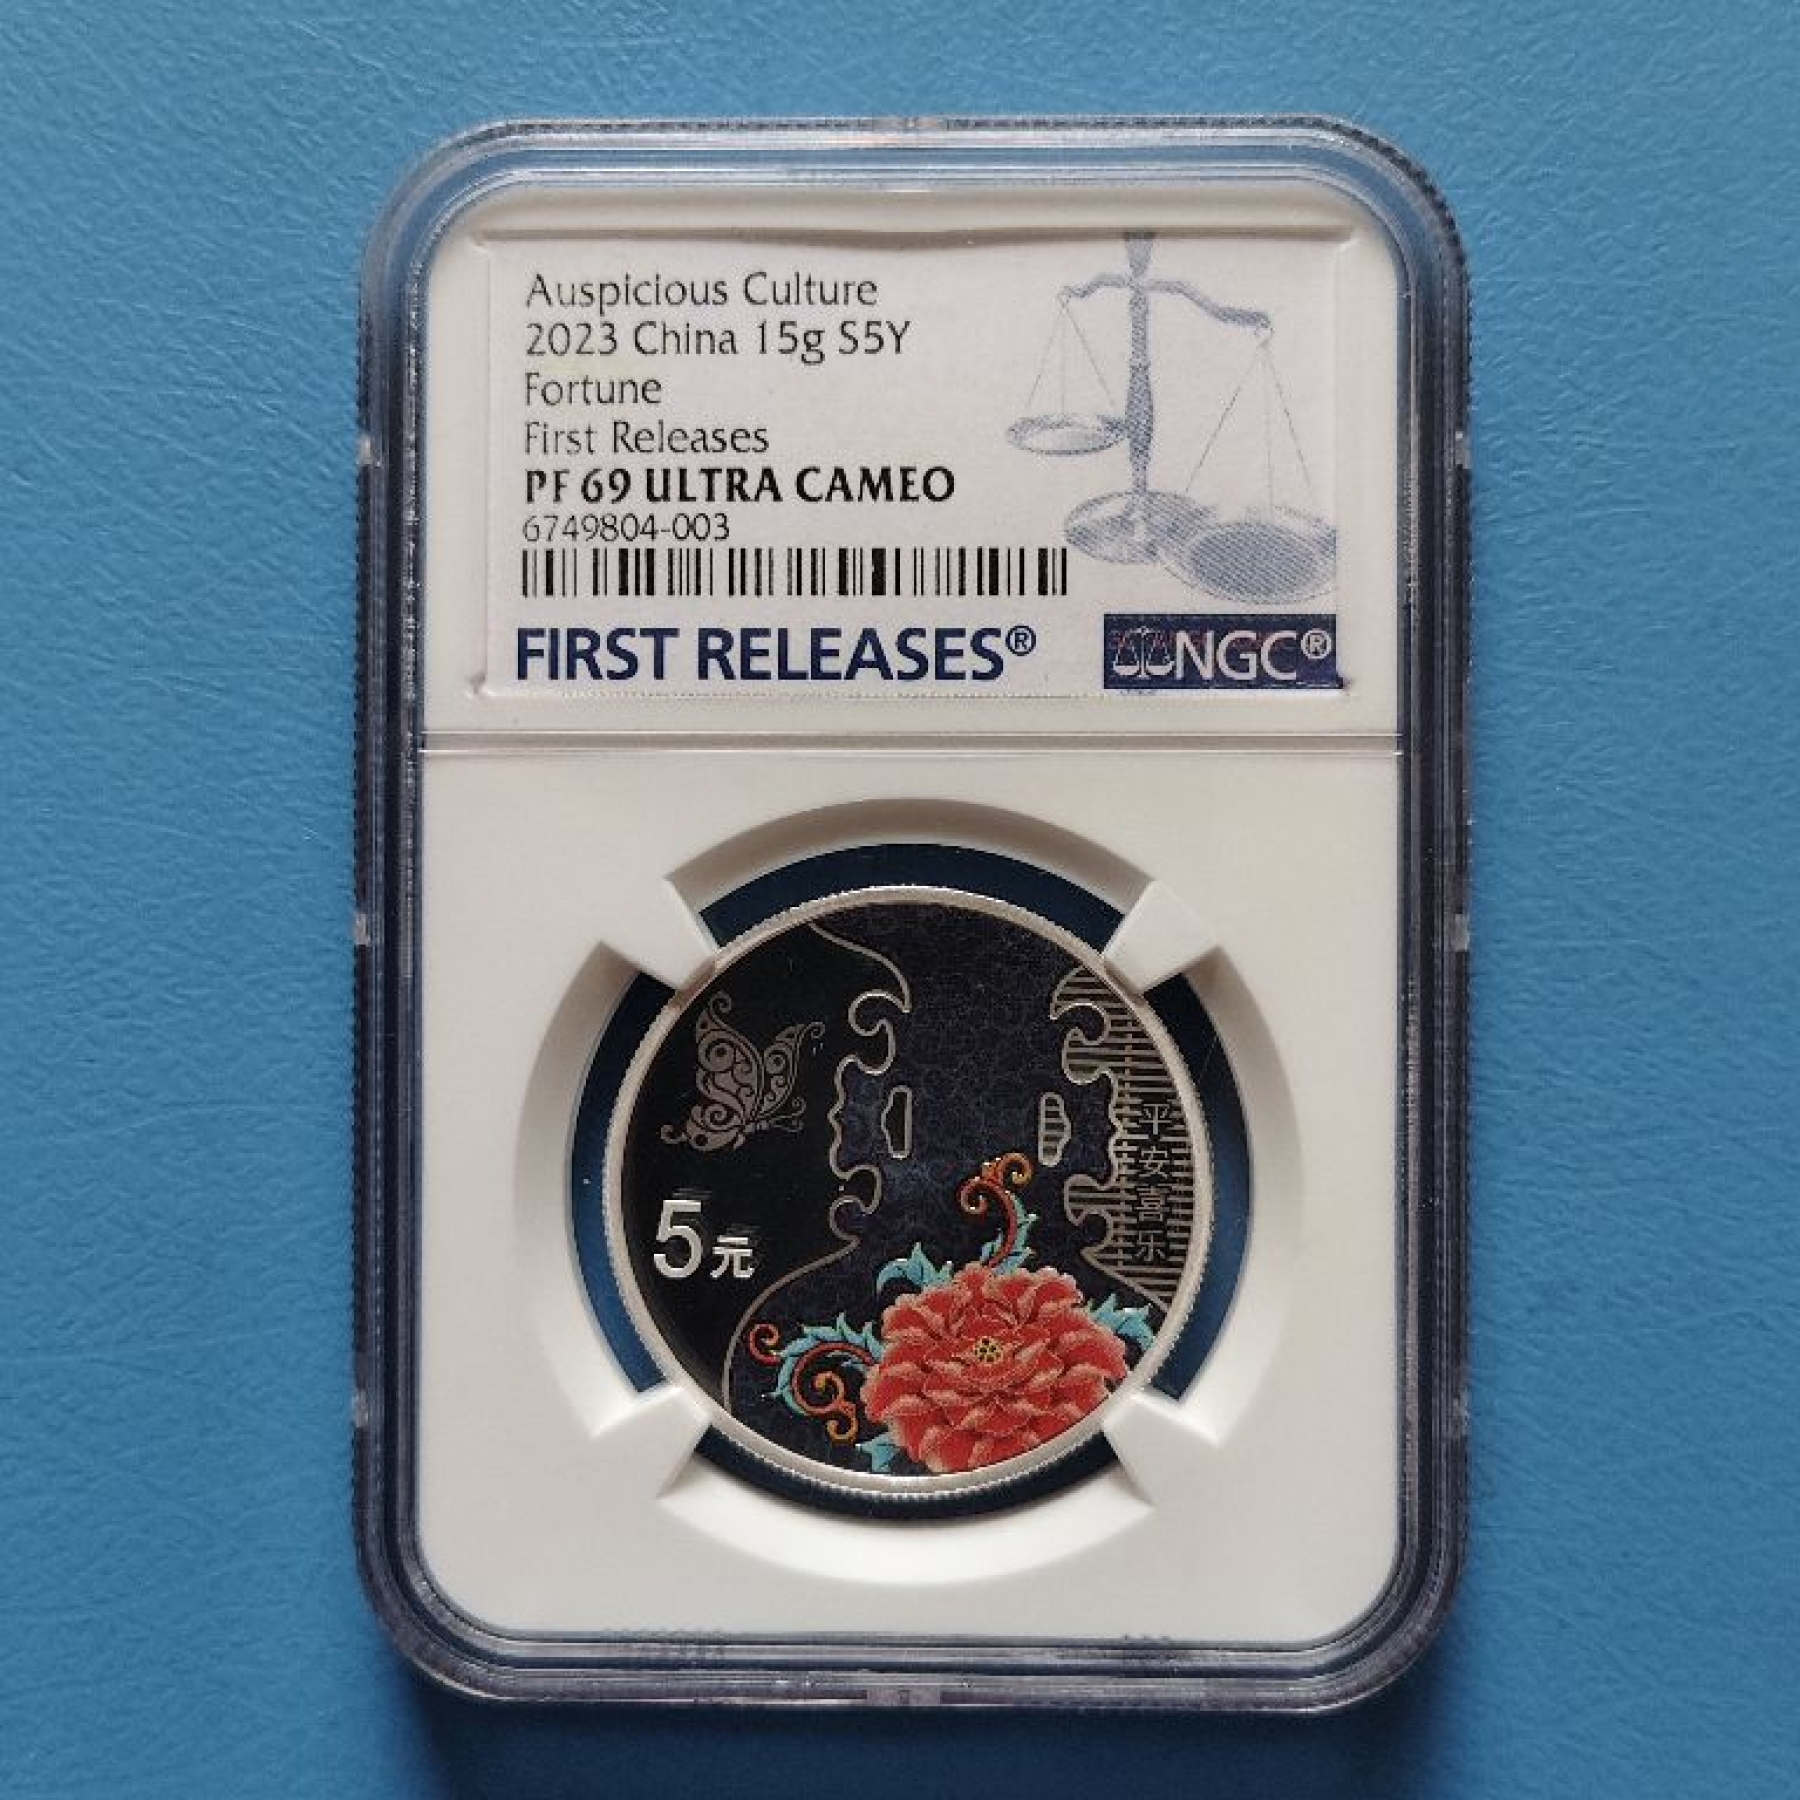 Auspicious Culture
2023 China 15g S5Y
Fortune
First Releases
PF 69 ULTRA CAMEO
6749804-003
FIRST RELEASES®
NGC®
平安喜乐
5元